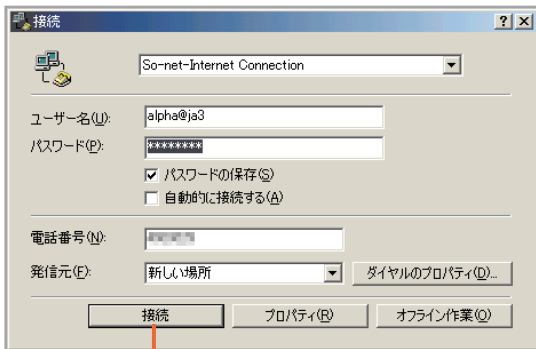 接続
So-net-Internet Connection
ユーザー名(U): alpha@ja3
パスワード(P): ********
パスワードの保存(S)
自動的に接続する(A)
電話番号(N):
発信元(F): 新しい場所 ダイヤルのプロパティ(D)...
接続 プロパティ(R) オフライン作業(O)